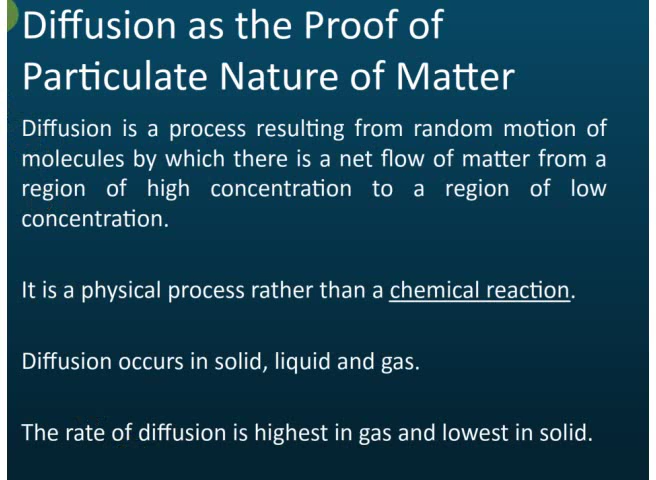 Diffusion as the Proof of
Particulate Nature of Matter
Diffusion is a process resulting from random motion of
molecules by which there is a net flow of matter from a
region of high concentration to a region of low
concentration.
It is a physical process rather than a chemical reaction.
Diffusion occurs in solid, liquid and gas.
The rate of diffusion is highest in gas and lowest in solid.